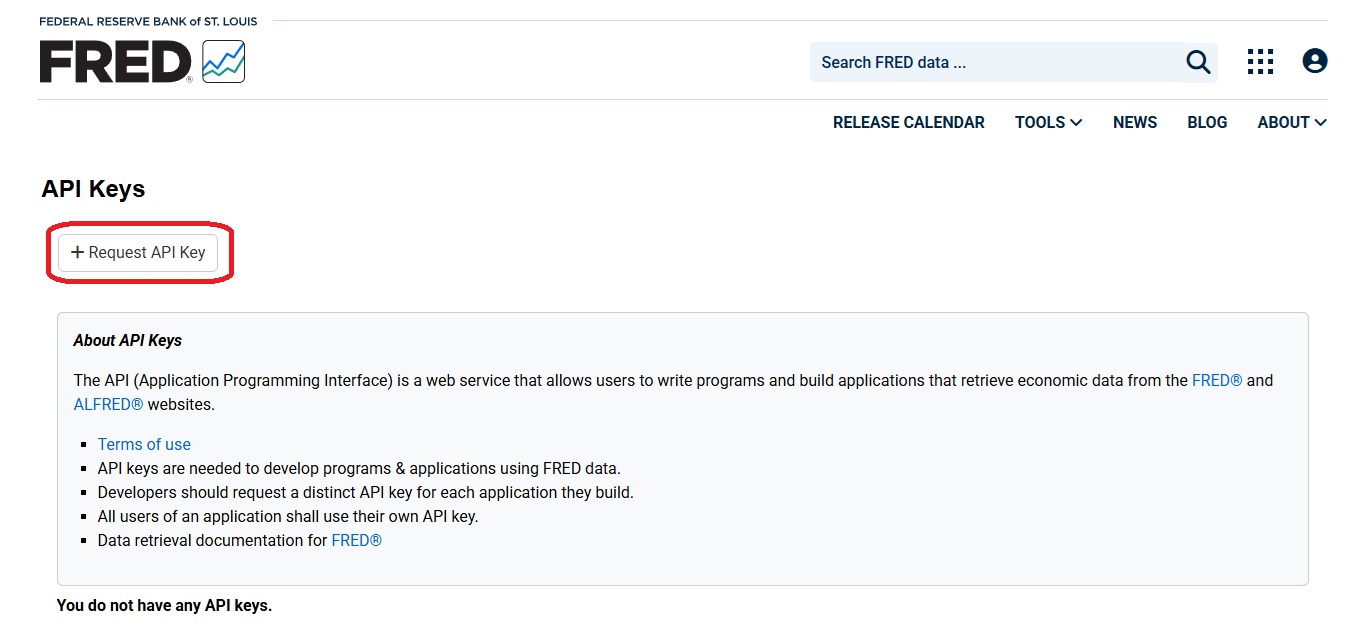 FEDERAL RESERVE BANK of ST. LOUIS
FRED®
Search FRED data ...
RELEASE CALENDAR TOOLS NEWS BLOG ABOUT
API Keys
+ Request API Key
About API Keys
The API (Application Programming Interface) is a web service that allows users to write programs and build applications that retrieve economic data from the FRED® and
ALFRED® websites.
▪ Terms of use
▪ API keys are needed to develop programs & applications using FRED data.
▪ Developers should request a distinct API key for each application they build.
▪ All users of an application shall use their own API key.
▪ Data retrieval documentation for FRED®
You do not have any API keys.